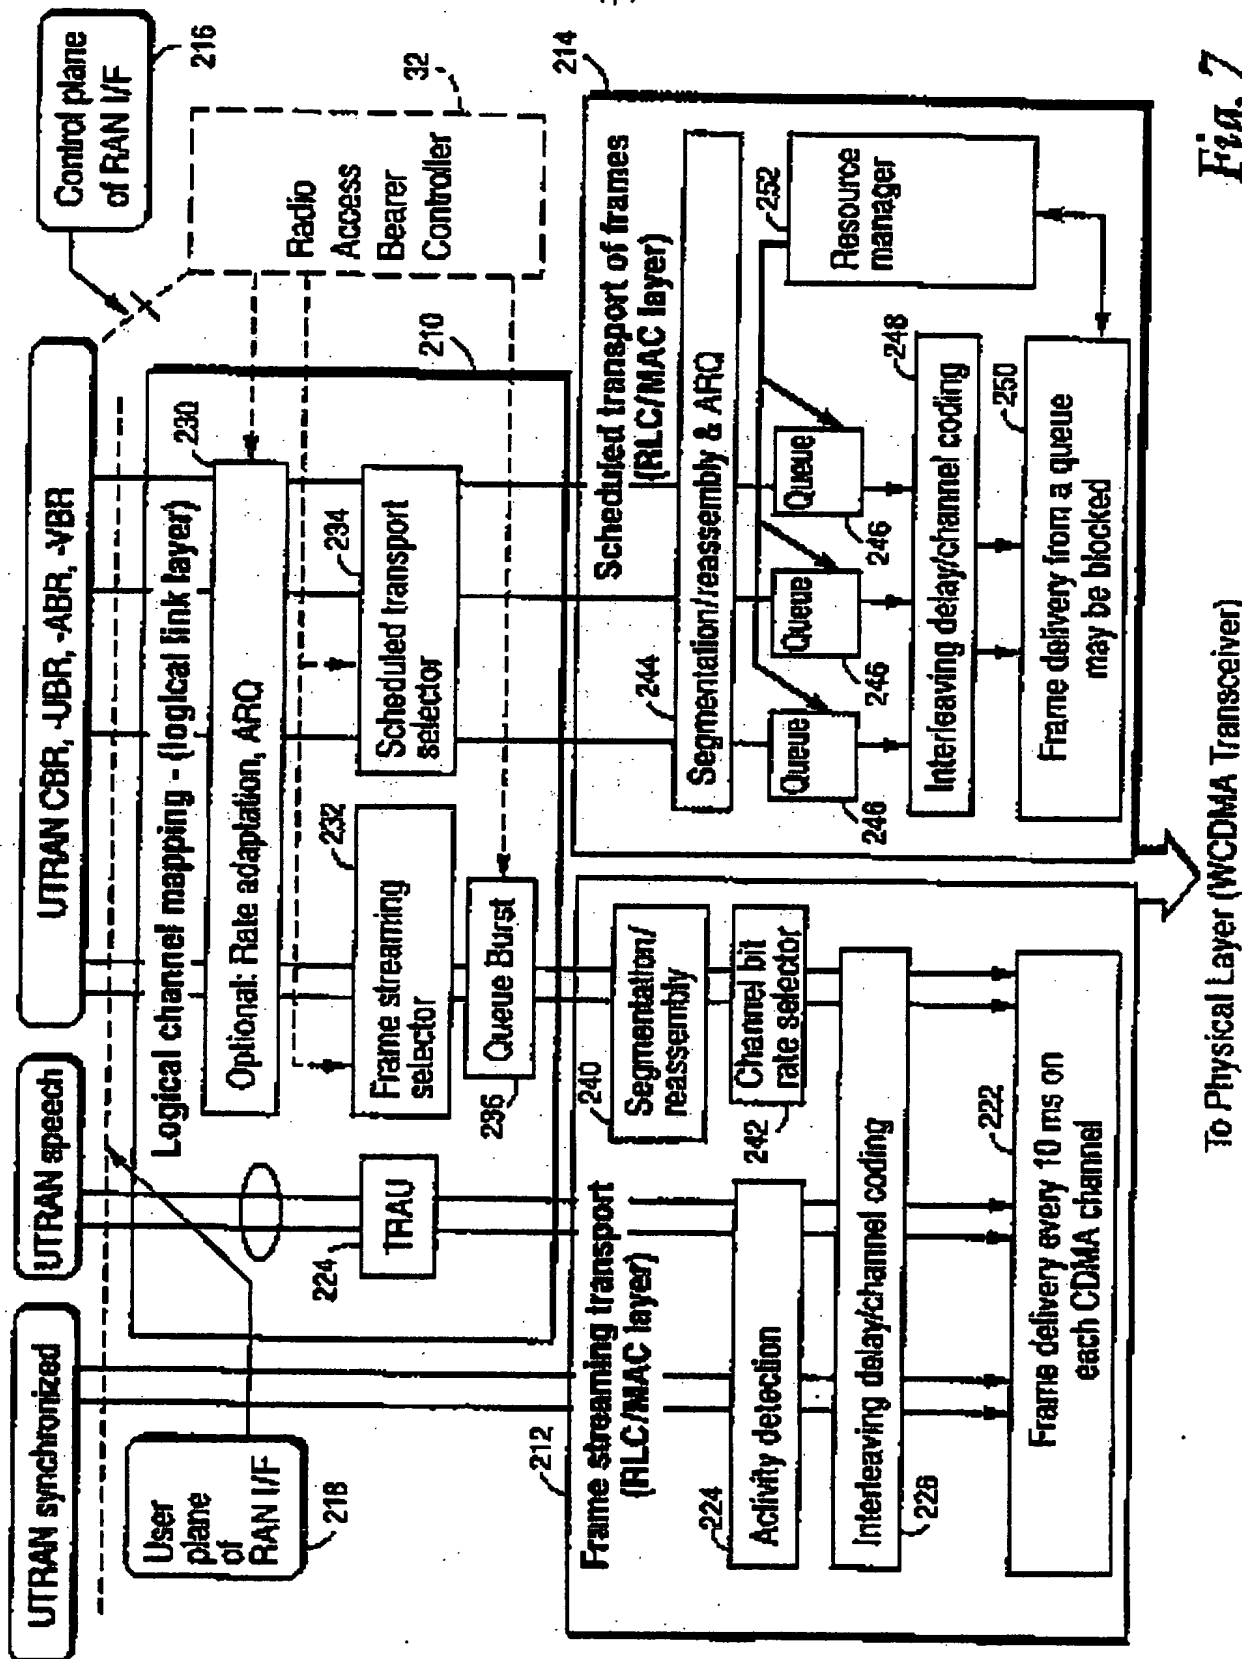 UTRAN synchronized
UTRAN speech
UTRAN CBR, -UBR, -ABR, -VBR
Control plane
of RAN I/F
216
User
plane
of
RAN I/F
218
Logical channel mapping - (logical link layer)
230
Optional: Rate adaptation, ARQ
Radio
Access
Bearer
Controller
32
224
TRAU
232
Frame streaming
selector
234
Scheduled transport
selector
210
236
Queue Burst
212
Frame streaming transport
(RLC/MAC layer)
240
Segmentation/
reassembly
224
Activity detection
242
Channel bit
rate selector
Interleaving delay/channel coding
228
222
Frame delivery every 10 ms on
each CDMA channel
214
Scheduled transport of frames
(RLC/MAC layer)
244
Segmentation/reassembly & ARQ
252
Resource
manager
Queue
246
Queue
246
Queue
246
Interleaving delay/channel coding
248
250
Frame delivery from a queue
may be blocked
To Physical Layer (WCDMA Transceiver)
Fig. 7